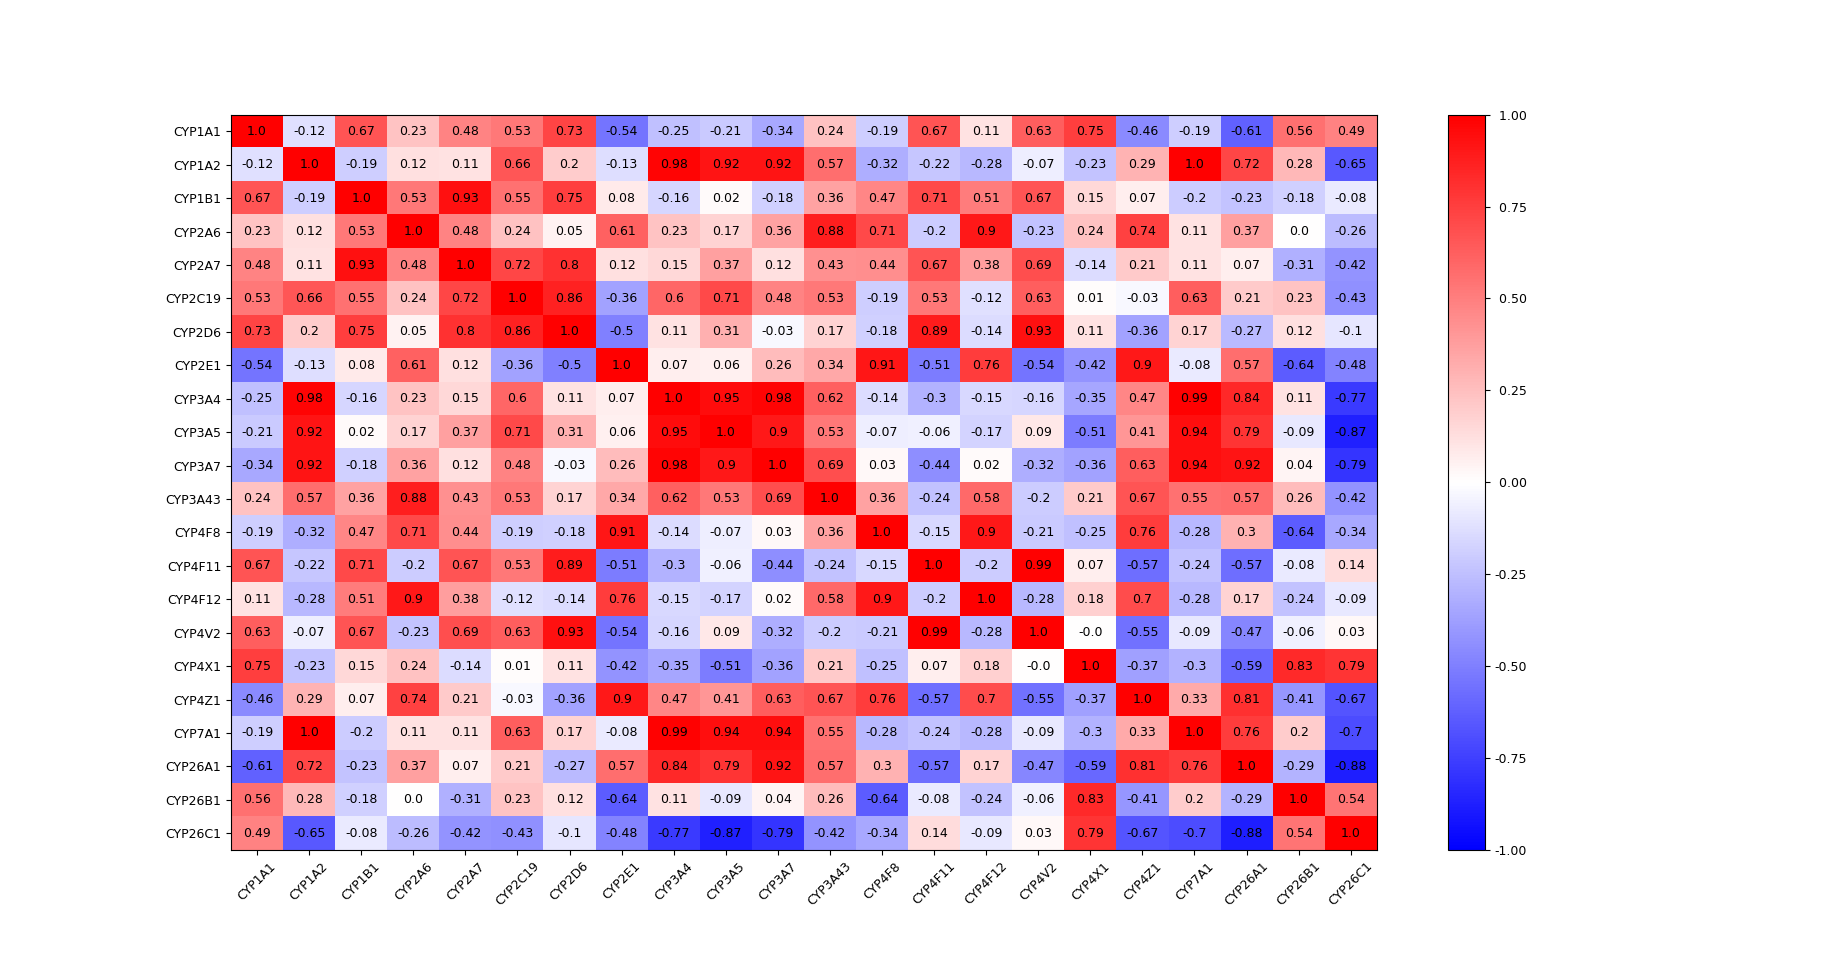 CYP1A1 1.0 -0.12 0.67 0.23 0.48 0.53 0.73 -0.54 -0.25 -0.21 -0.34 0.24 -0.19 0.67 0.11 0.63 0.75 -0.46 -0.19 -0.61 0.56 0.49 1.00
CYP1A2 -0.12 1.0 -0.19 0.12 0.11 0.66 0.2 -0.13 0.98 0.92 0.92 0.57 -0.32 -0.22 -0.28 -0.07 -0.23 0.29 1.0 0.72 0.28 -0.65
CYP1B1 0.67 -0.19 1.0 0.53 0.93 0.55 0.75 0.08 -0.16 0.02 -0.18 0.36 0.47 0.71 0.51 0.67 0.15 0.07 -0.2 -0.23 -0.18 -0.08 0.75
CYP2A6 0.23 0.12 0.53 1.0 0.48 0.24 0.05 0.61 0.23 0.17 0.36 0.88 0.71 -0.2 0.9 -0.23 0.24 0.74 0.11 0.37 0.0 -0.26
CYP2A7 0.48 0.11 0.93 0.48 1.0 0.72 0.8 0.12 0.15 0.37 0.12 0.43 0.44 0.67 0.38 0.69 -0.14 0.21 0.11 0.07 -0.31 -0.42
CYP2C19 0.53 0.66 0.55 0.24 0.72 1.0 0.86 -0.36 0.6 0.71 0.48 0.53 -0.19 0.53 -0.12 0.63 0.01 -0.03 0.63 0.21 0.23 -0.43 0.50
CYP2D6 0.73 0.2 0.75 0.05 0.8 0.86 1.0 -0.5 0.11 0.31 -0.03 0.17 -0.18 0.89 -0.14 0.93 0.11 -0.36 0.17 -0.27 0.12 -0.1
CYP2E1 -0.54 -0.13 0.08 0.61 0.12 -0.36 -0.5 1.0 0.07 0.06 0.26 0.34 0.91 -0.51 0.76 -0.54 -0.42 0.9 -0.08 0.57 -0.64 -0.48
CYP3A4 -0.25 0.98 -0.16 0.23 0.15 0.6 0.11 0.07 1.0 0.95 0.98 0.62 -0.14 -0.3 -0.15 -0.16 -0.35 0.47 0.99 0.84 0.11 -0.77 0.25
CYP3A5 -0.21 0.92 0.02 0.17 0.37 0.71 0.31 0.06 0.95 1.0 0.9 0.53 -0.07 -0.06 -0.17 0.09 -0.51 0.41 0.94 0.79 -0.09 -0.87
CYP3A7 -0.34 0.92 -0.18 0.36 0.12 0.48 -0.03 0.26 0.98 0.9 1.0 0.69 0.03 -0.44 0.02 -0.32 -0.36 0.63 0.94 0.92 0.04 -0.79 0.00
CYP3A43 0.24 0.57 0.36 0.88 0.43 0.53 0.17 0.34 0.62 0.53 0.69 1.0 0.36 -0.24 0.58 -0.2 0.21 0.67 0.55 0.57 0.26 -0.42
CYP4F8 -0.19 -0.32 0.47 0.71 0.44 -0.19 -0.18 0.91 -0.14 -0.07 0.03 0.36 1.0 -0.15 0.9 -0.21 -0.25 0.76 -0.28 0.3 -0.64 -0.34
CYP4F11 0.67 -0.22 0.71 -0.2 0.67 0.53 0.89 -0.51 -0.3 -0.06 -0.44 -0.24 -0.15 1.0 -0.2 0.99 0.07 -0.57 -0.24 -0.57 -0.08 0.14 -0.25
CYP4F12 0.11 -0.28 0.51 0.9 0.38 -0.12 -0.14 0.76 -0.15 -0.17 0.02 0.58 0.9 -0.2 1.0 -0.28 0.18 0.7 -0.28 0.17 -0.24 -0.09
CYP4V2 0.63 -0.07 0.67 -0.23 0.69 0.63 0.93 -0.54 -0.16 0.09 -0.32 -0.2 -0.21 0.99 -0.28 1.0 -0.0 -0.55 -0.09 -0.47 -0.06 0.03
CYP4X1 0.75 -0.23 0.15 0.24 -0.14 0.01 0.11 -0.42 -0.35 -0.51 -0.36 0.21 -0.25 0.07 0.18 -0.0 1.0 -0.37 -0.3 -0.59 0.83 0.79 -0.50
CYP4Z1 -0.46 0.29 0.07 0.74 0.21 -0.03 -0.36 0.9 0.47 0.41 0.63 0.67 0.76 -0.57 0.7 -0.55 -0.37 1.0 0.33 0.81 -0.41 -0.67
CYP7A1 -0.19 1.0 -0.2 0.11 0.11 0.63 0.17 -0.08 0.99 0.94 0.94 0.55 -0.28 -0.24 -0.28 -0.09 -0.3 0.33 1.0 0.76 0.2 -0.7
CYP26A1 -0.61 0.72 -0.23 0.37 0.07 0.21 -0.27 0.57 0.84 0.79 0.92 0.57 0.3 -0.57 0.17 -0.47 -0.59 0.81 0.76 1.0 -0.29 -0.88 -0.75
CYP26B1 0.56 0.28 -0.18 0.0 -0.31 0.23 0.12 -0.64 0.11 -0.09 0.04 0.26 -0.64 -0.08 -0.24 -0.06 0.83 -0.41 0.2 -0.29 1.0 0.54
CYP26C1 0.49 -0.65 -0.08 -0.26 -0.42 -0.43 -0.1 -0.48 -0.77 -0.87 -0.79 -0.42 -0.34 0.14 -0.09 0.03 0.79 -0.67 -0.7 -0.88 0.54 1.0 -1.00
CYP1A1 CYP1A2 CYP1B1 CYP2A6 CYP2A7 CYP2C19 CYP2D6 CYP2E1 CYP3A4 CYP3A5 CYP3A7 CYP3A43 CYP4F8 CYP4F11 CYP4F12 CYP4V2 CYP4X1 CYP4Z1 CYP7A1 CYP26A1 CYP26B1 CYP26C1